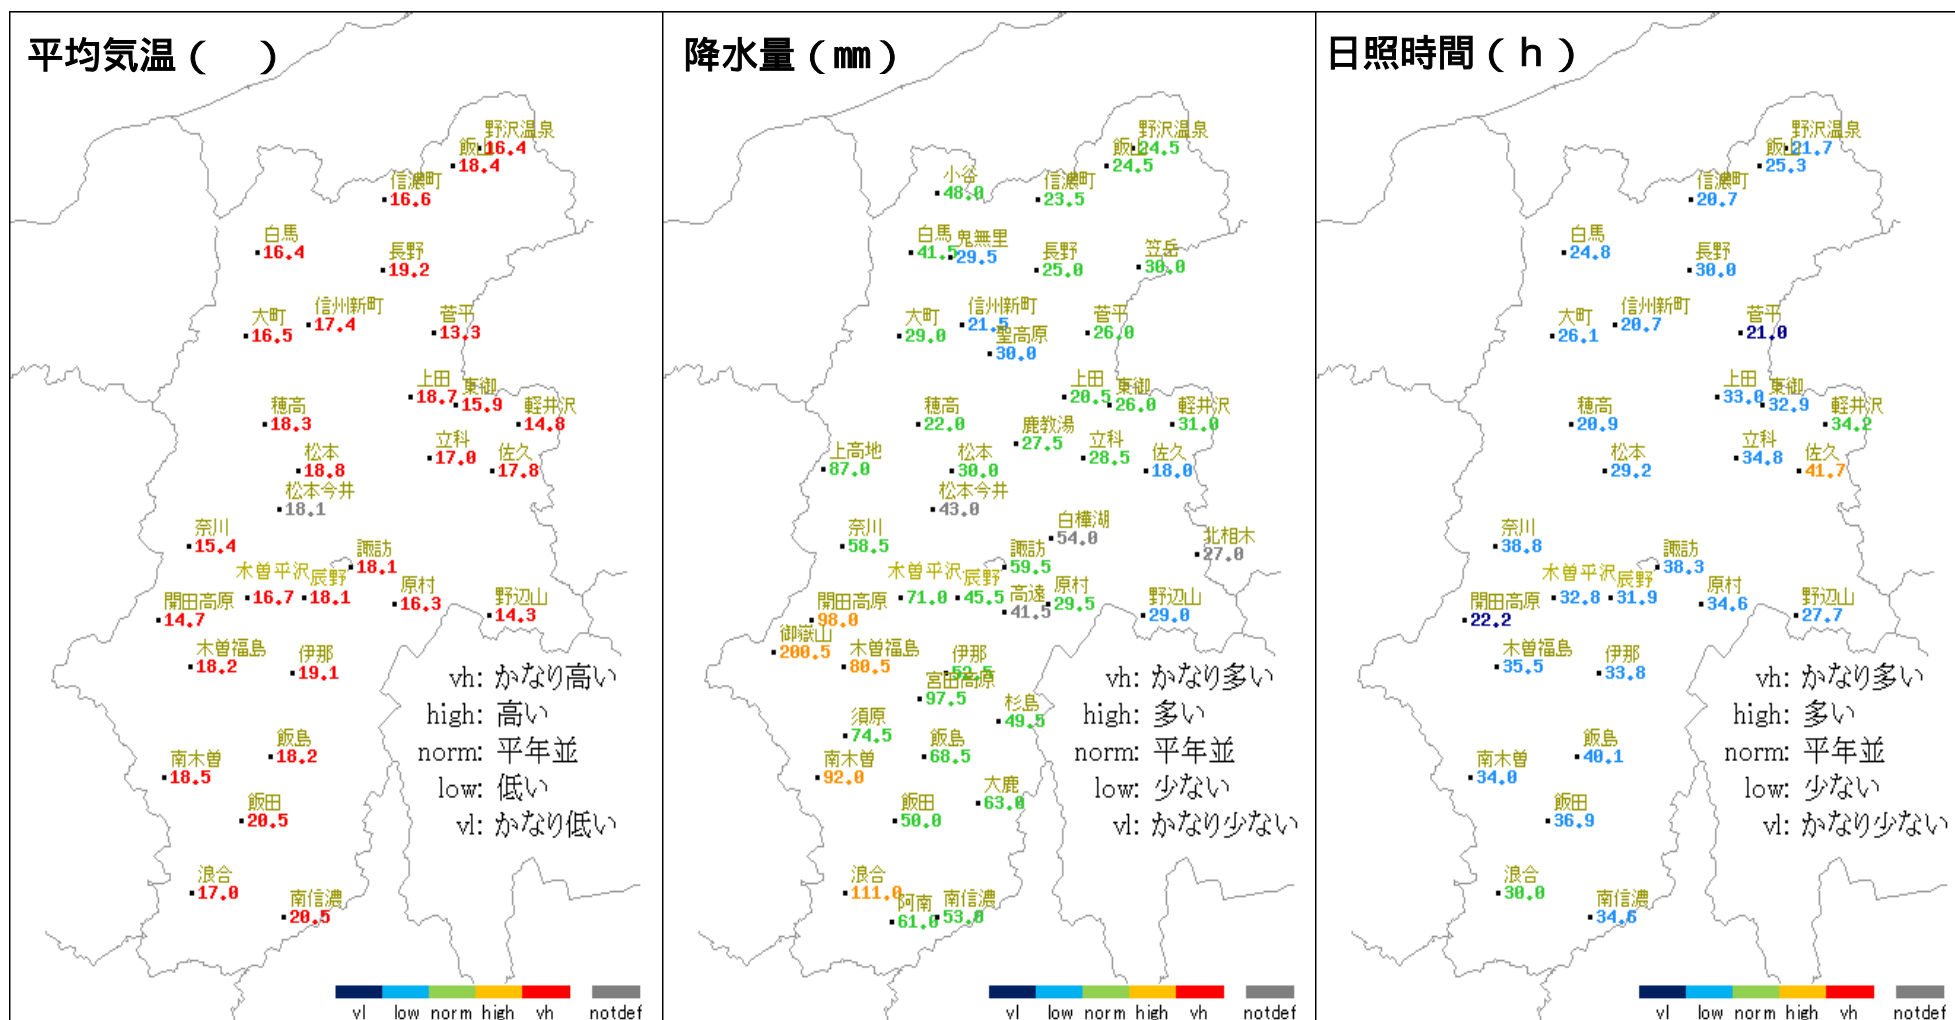 平均気温 (　)
野沢温泉
16.4
飯山
18.4
信濃町
16.6
白馬
16.4
長野
19.2
信州新町
17.4
大町
16.5
菅平
13.3
上田
18.7
東御
15.9
穂高
18.3
軽井沢
14.8
立科
17.0
松本
18.8
佐久
17.8
松本今井
18.1
奈川
15.4
諏訪
18.1
木曽平沢
16.7
辰野
18.1
原村
16.3
開田高原
14.7
野辺山
14.3
木曽福島
18.2
伊那
19.1
飯島
18.2
南木曽
18.5
飯田
20.5
浪合
17.0
南信濃
20.5
vh: かなり高い
high: 高い
norm: 平年並
low: 低い
vl: かなり低い
vl low norm high vh notdef
降水量 (㎜)
野沢温泉
24.5
飯山
24.5
小谷
48.0
信濃町
23.5
白馬
41.5
鬼無里
29.5
長野
25.0
笠岳
30.0
信州新町
21.5
大町
29.0
聖高原
30.0
菅平
26.0
上田
20.5
東御
26.0
穂高
22.0
軽井沢
31.0
鹿教湯
27.5
立科
28.5
上高地
87.0
松本
30.0
佐久
18.0
松本今井
43.0
白樺湖
54.0
奈川
58.5
北相木
27.0
諏訪
59.5
木曽平沢
71.0
辰野
45.5
高遠
41.5
原村
29.5
開田高原
98.0
野辺山
29.0
御嶽山
200.5
木曽福島
80.5
伊那
52.5
宮田高原
97.5
杉島
49.5
須原
74.5
飯島
68.5
南木曽
92.0
大鹿
63.0
飯田
50.0
浪合
111.0
阿南
61.0
南信濃
53.0
vh: かなり多い
high: 多い
norm: 平年並
low: 少ない
vl: かなり少ない
vl low norm high vh notdef
日照時間 (ｈ)
野沢温泉
21.7
飯山
25.3
信濃町
20.7
白馬
24.8
長野
30.0
信州新町
20.7
大町
26.1
菅平
21.0
上田
33.0
東御
32.9
穂高
20.9
軽井沢
34.2
立科
34.8
松本
29.2
佐久
41.7
奈川
38.8
諏訪
38.3
木曽平沢
32.8
辰野
31.9
原村
34.6
開田高原
22.2
野辺山
27.7
木曽福島
35.5
伊那
33.8
飯島
40.1
南木曽
34.0
飯田
36.9
浪合
30.0
南信濃
34.6
vh: かなり多い
high: 多い
norm: 平年並
low: 少ない
vl: かなり少ない
vl low norm high vh notdef